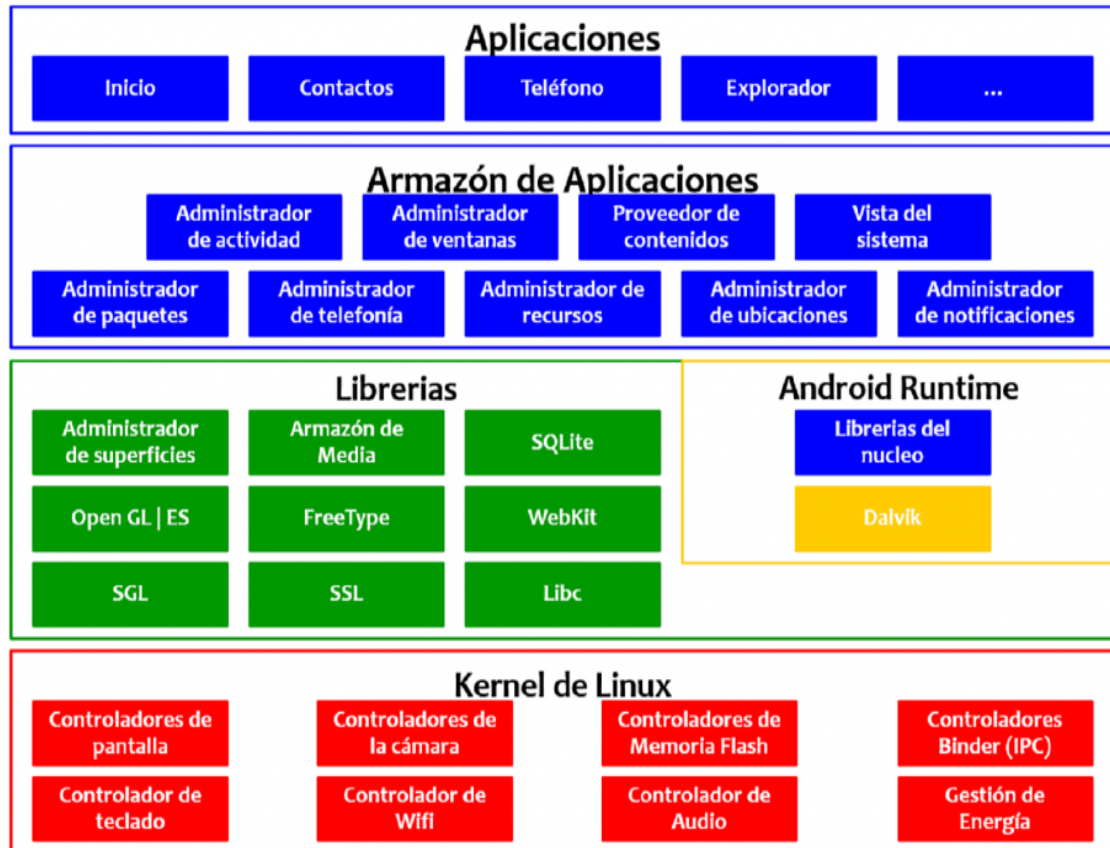 Aplicaciones
Inicio
Contactos
Teléfono
Explorador
...
Armazón de Aplicaciones
Administrador
de actividad
Administrador
de ventanas
Proveedor de
contenidos
Vista del
sistema
Administrador
de paquetes
Administrador
de telefonía
Administrador de
recursos
Administrador
de ubicaciones
Administrador
de notificaciones
Librerias
Administrador
de superficies
Armazón de
Media
SQLite
Open GL | ES
FreeType
WebKit
SGL
SSL
Libc
Android Runtime
Librerias del
nucleo
Dalvik
Kernel de Linux
Controladores de
pantalla
Controladores de
la cámara
Controladores de
Memoria Flash
Controladores
Binder (IPC)
Controlador de
teclado
Controlador de
Wifi
Controlador de
Audio
Gestión de
Energía